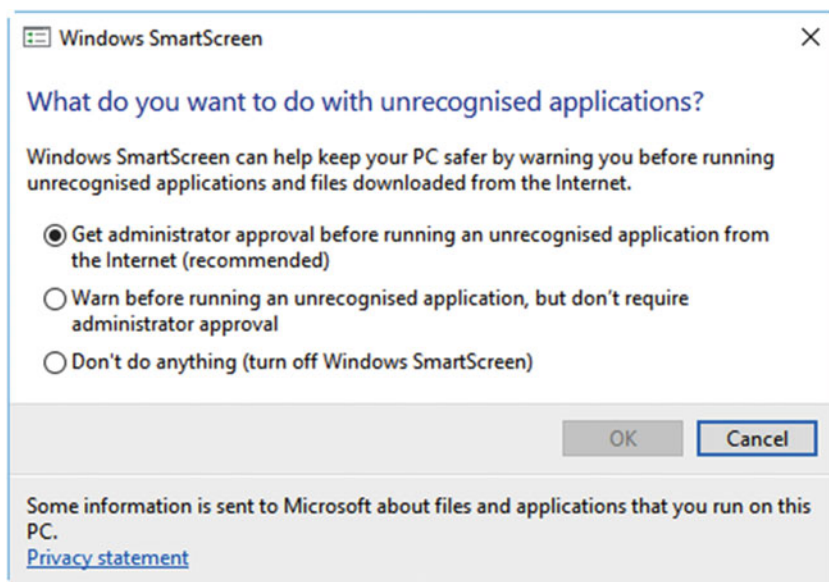 Windows SmartScreen
What do you want to do with unrecognised applications?
Windows SmartScreen can help keep your PC safer by warning you before running
unrecognised applications and files downloaded from the Internet.
Get administrator approval before running an unrecognised application from
the Internet (recommended)
Warn before running an unrecognised application, but don't require
administrator approval
Don't do anything (turn off Windows SmartScreen)
OK
Cancel
Some information is sent to Microsoft about files and applications that you run on this
PC.
Privacy statement